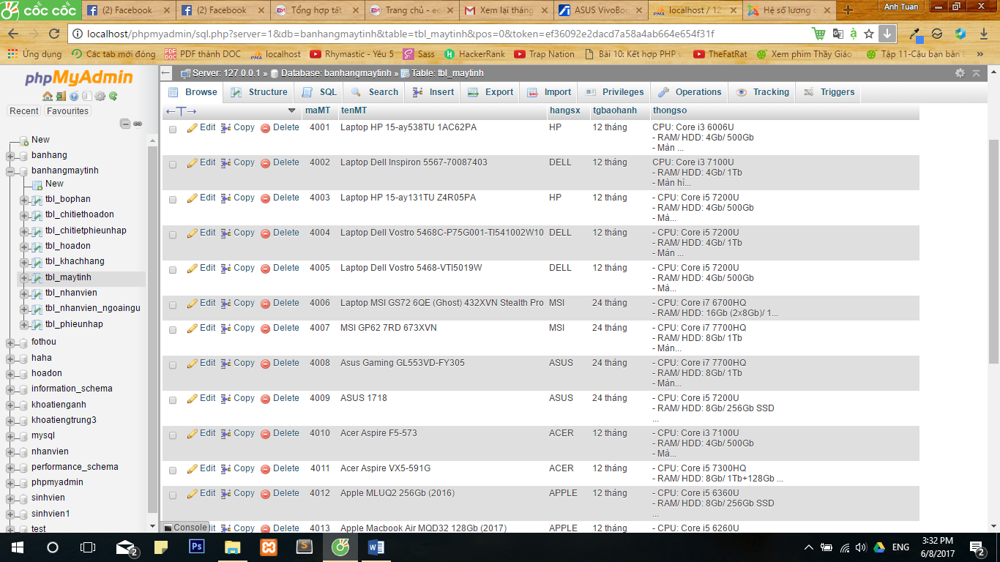 cốc cốc
(2) Facebook
(2) Facebook
Tổng hợp tất
Trang chủ - ec
Xem lại tháng
ASUS VivoBoo
localhost / 12
Hệ số lương c
Anh Tuan
localhost/phpmyadmin/sql.php?server=1&db=banhangmaytinh&table=tbl_maytinh&pos=0&token=ef36092e2dacd7a58a4ab664e654f31f
Ứng dụng
Các tab mới đóng
PDF thành DOC
localhost
Rhymastic - Yêu 5
Sass
HackerRank
Trap Nation
Bài 10: Kết hợp PHP v
TheFatRat
Xem phim Thầy Giáo
Tập 11-Cậu bạn bản
phpMyAdmin
Recent
Favourites
New
banhang
banhangmaytinh
New
tbl_bophan
tbl_chitiethoadon
tbl_chitietphieunhap
tbl_hoadon
tbl_khachhang
tbl_maytinh
tbl_nhanvien
tbl_nhanvien_ngoaingu
tbl_phieunhap
fothou
haha
hoadon
information_schema
khoatienganh
khoatiengtrung3
mysql
nhanvien
performance_schema
phpmyadmin
sinhvien
sinhvien1
test
Server: 127.0.0.1 » Database: banhangmaytinh » Table: tbl_maytinh
Browse Structure SQL Search Insert Export Import Privileges Operations Tracking Triggers
←T→ maMT tenMT hangsx tgbaohanh thongso
Edit Copy Delete 4001 Laptop HP 15-ay538TU 1AC62PA HP 12 tháng CPU: Core i3 6006U
- RAM/ HDD: 4Gb/ 500Gb
- Màn ...
Edit Copy Delete 4002 Laptop Dell Inspiron 5567-70087403 DELL 12 tháng CPU: Core i3 7100U
- RAM/ HDD: 4Gb/ 1Tb
- Màn hì...
Edit Copy Delete 4003 Laptop HP 15-ay131TU Z4R05PA HP 12 tháng - CPU: Core i5 7200U
- RAM/ HDD: 4Gb/ 500Gb
- Mà...
Edit Copy Delete 4004 Laptop Dell Vostro 5468C-P75G001-TI541002W10 DELL 12 tháng - CPU: Core i5 7200U
- RAM/ HDD: 4Gb/ 1Tb
- Màn ...
Edit Copy Delete 4005 Laptop Dell Vostro 5468-VTI5019W DELL 12 tháng - CPU: Core i5 7200U
- RAM/ HDD: 4Gb/ 500Gb
- Mà...
Edit Copy Delete 4006 Laptop MSI GS72 6QE (Ghost) 432XVN Stealth Pro MSI 24 tháng - CPU: Core i7 6700HQ
- RAM/ HDD: 16Gb (2x8Gb)/ 1...
Edit Copy Delete 4007 MSI GP62 7RD 673XVN MSI 24 tháng - CPU: Core i7 7700HQ
- RAM/ HDD: 8Gb/ 1Tb
- Màn...
Edit Copy Delete 4008 Asus Gaming GL553VD-FY305 ASUS 24 tháng - CPU: Core i7 7700HQ
- RAM/ HDD: 8Gb/ 1Tb
- Màn...
Edit Copy Delete 4009 ASUS 1718 ASUS 24 tháng - CPU: Core i5 7200U
- RAM/ HDD: 8Gb/ 256Gb SSD
...
Edit Copy Delete 4010 Acer Aspire F5-573 ACER 12 tháng - CPU: Core i3 7100U
- RAM/ HDD: 4Gb/ 500Gb
- Mà...
Edit Copy Delete 4011 Acer Aspire VX5-591G ACER 12 tháng - CPU: Core i5 7300HQ
- RAM/ HDD: 8Gb/ 1Tb+128Gb ...
Edit Copy Delete 4012 Apple MLUQ2 256Gb (2016) APPLE 12 tháng - CPU: Core i5 6360U
- RAM/ HDD: 8Gb/ 256Gb SSD
...
Console
Copy Delete 4013 Apple Macbook Air MQD32 128Gb (2017) APPLE 12 tháng - CPU: Core i5 6260U
2
Ps
ENG
3:32 PM
6/8/2017
2